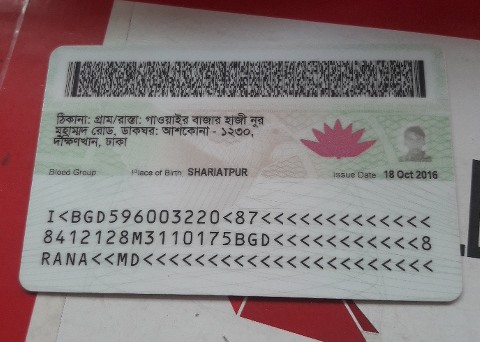 ঠিকানা: গ্রাম/রাস্তা: গাওয়াইর বাজার হাজী নুর
মুহাম্মদ রোড, ডাকঘর: আশকোনা - ১২৩০,
দক্ষিণখান, ঢাকা
Blood Group Place of Birth: SHARIATPUR Issue Date 18 Oct 2016
I<BGD596003220<87<<<<<<<<<<<<<
8412128M3110175BGD<<<<<<<<<<<8
RANA<<MD<<<<<<<<<<<<<<<<<<<<<<